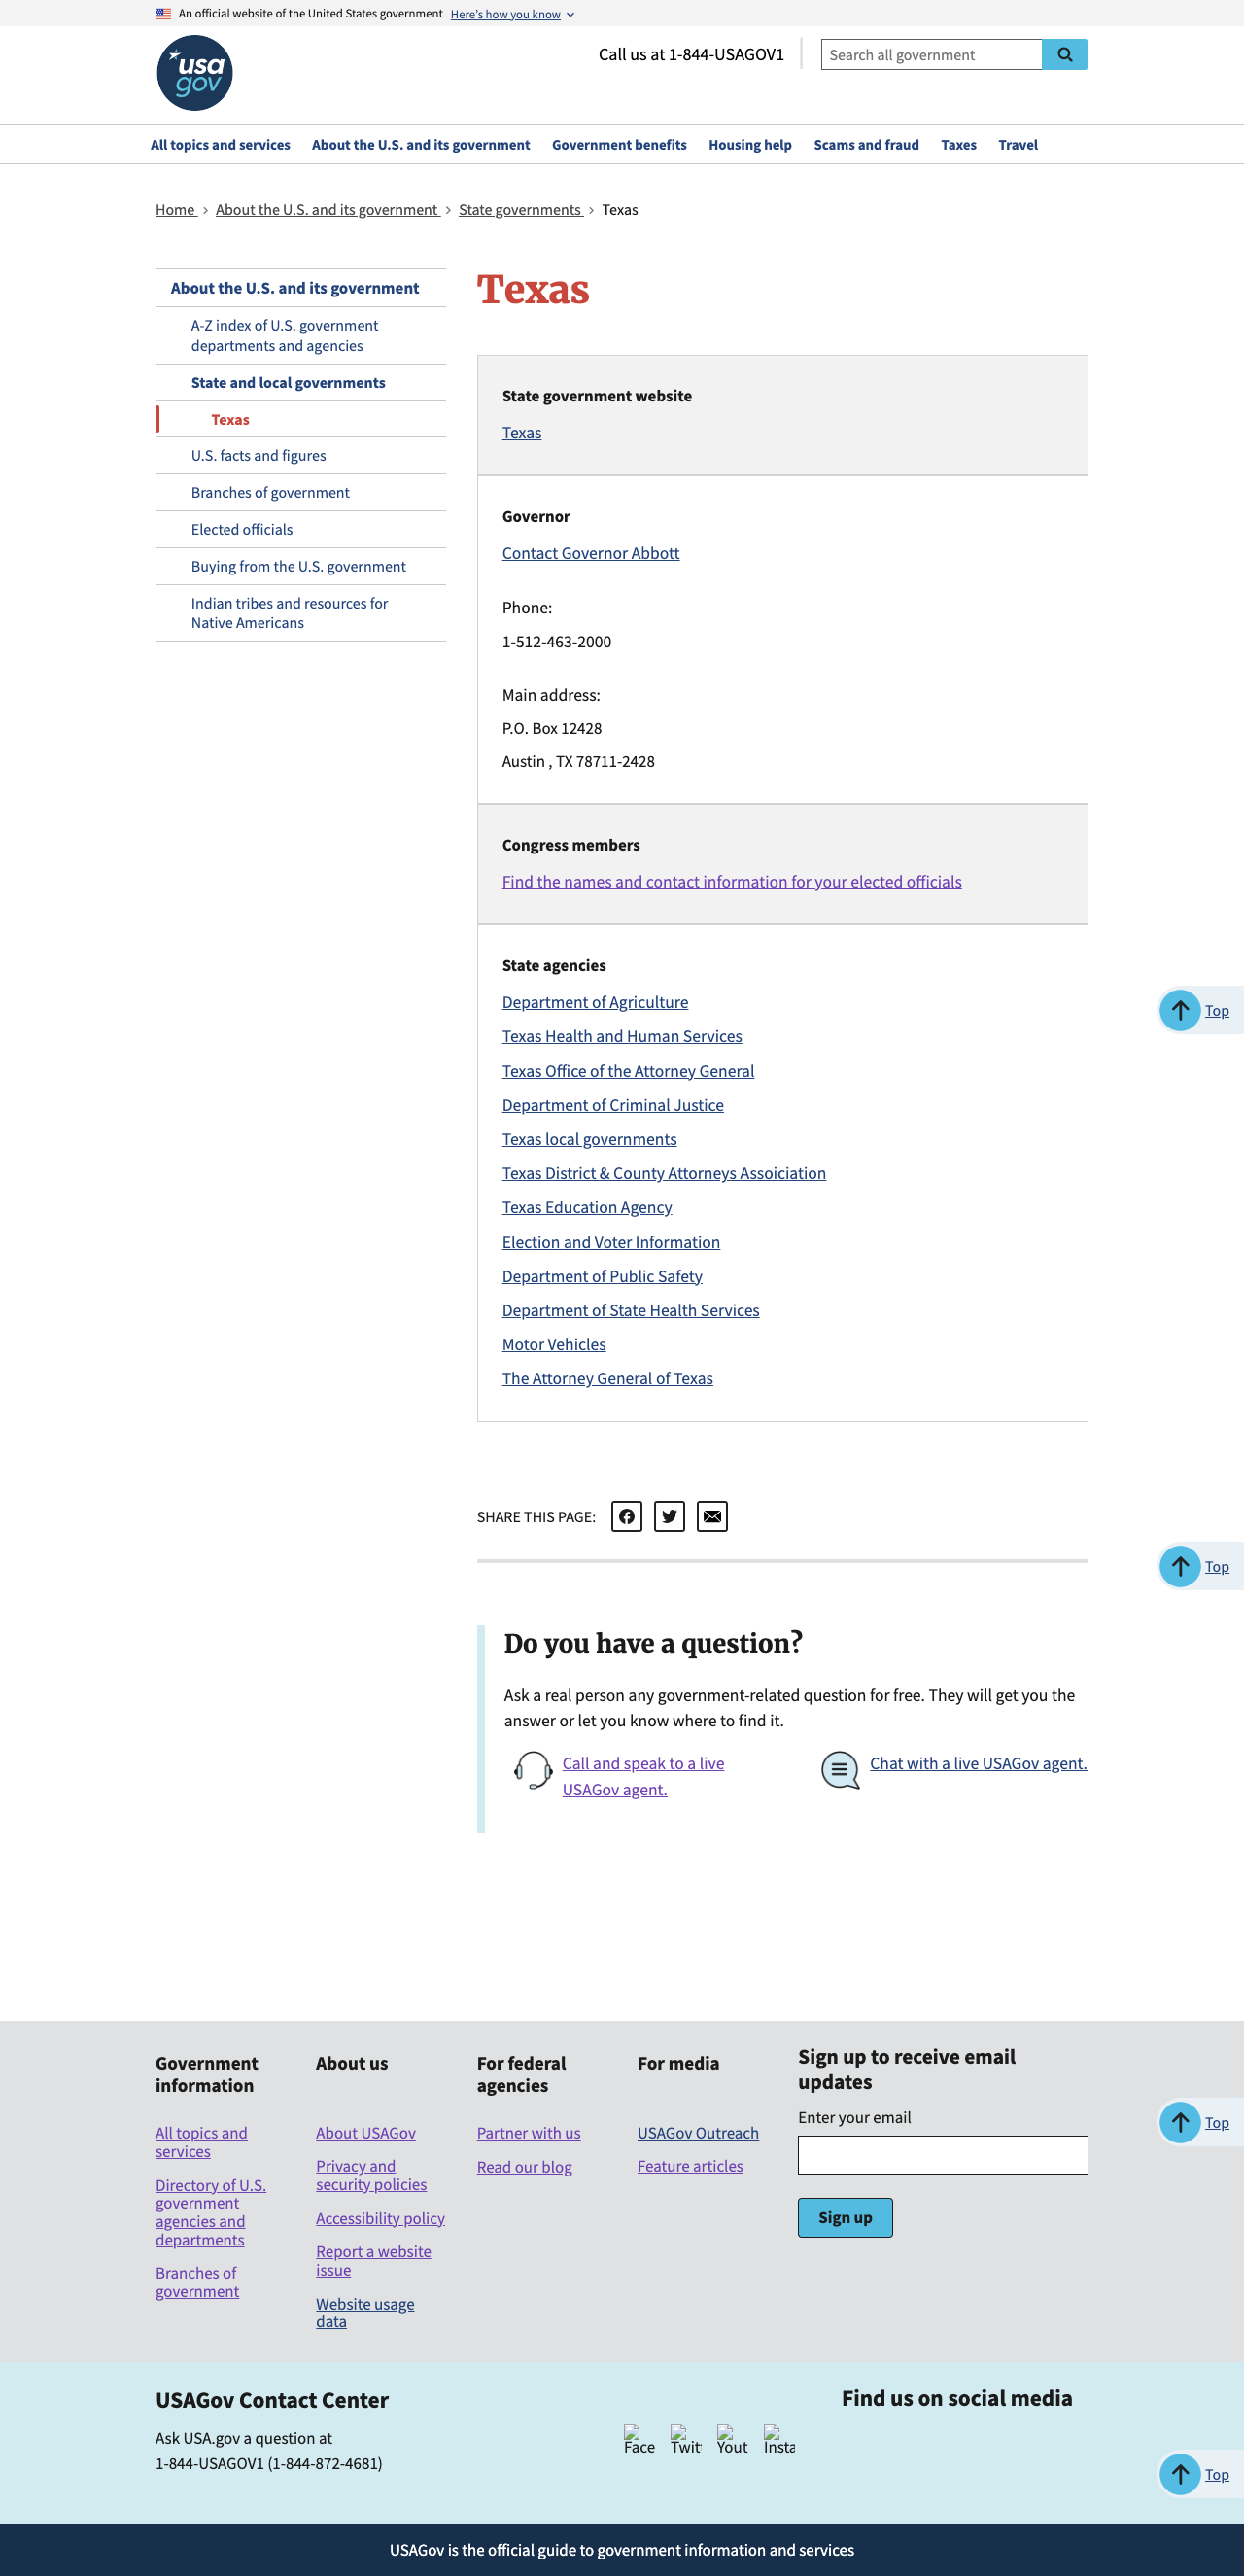 An official website of the United States government Here's how you know
usa
gov
Call us at 1-844-USAGOV1
Search all government
All topics and services About the U.S. and its government Government benefits Housing help Scams and fraud Taxes Travel
Home > About the U.S. and its government > State governments > Texas
About the U.S. and its government
A-Z index of U.S. government
departments and agencies
State and local governments
Texas
U.S. facts and figures
Branches of government
Elected officials
Buying from the U.S. government
Indian tribes and resources for
Native Americans
Texas
State government website
Texas
Governor
Contact Governor Abbott
Phone:
1-512-463-2000
Main address:
P.O. Box 12428
Austin , TX 78711-2428
Congress members
Find the names and contact information for your elected officials
State agencies
Department of Agriculture
Texas Health and Human Services
Texas Office of the Attorney General
Department of Criminal Justice
Texas local governments
Texas District & County Attorneys Assoiciation
Texas Education Agency
Election and Voter Information
Department of Public Safety
Department of State Health Services
Motor Vehicles
The Attorney General of Texas
Top
SHARE THIS PAGE:
Top
Do you have a question?
Ask a real person any government-related question for free. They will get you the
answer or let you know where to find it.
Call and speak to a live
USAGov agent.
Chat with a live USAGov agent.
Government
information
All topics and
services
Directory of U.S.
government
agencies and
departments
Branches of
government
About us
About USAGov
Privacy and
security policies
Accessibility policy
Report a website
issue
Website usage
data
For federal
agencies
Partner with us
Read our blog
For media
USAGov Outreach
Feature articles
Sign up to receive email
updates
Enter your email
Sign up
Top
USAGov Contact Center
Ask USA.gov a question at
1-844-USAGOV1 (1-844-872-4681)
Find us on social media
Face Twitt Yout Insta
Top
USAGov is the official guide to government information and services